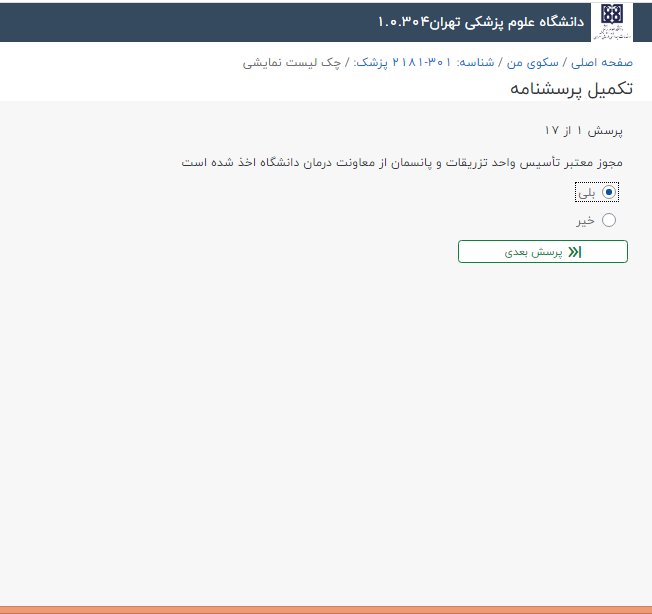 دانشگاه علوم پزشکی تهران۱.۰.۳۰۴
صفحه اصلی / سکوی من / شناسه: ۳۰۱-۲۱۸۱ پزشک: / چک لیست نمایشی
تکمیل پرسشنامه
پرسش ۱ از ۱۷
مجوز معتبر تأسیس واحد تزریقات و پانسمان از معاونت درمان دانشگاه اخذ شده است
بلی
خیر
پرسش بعدی